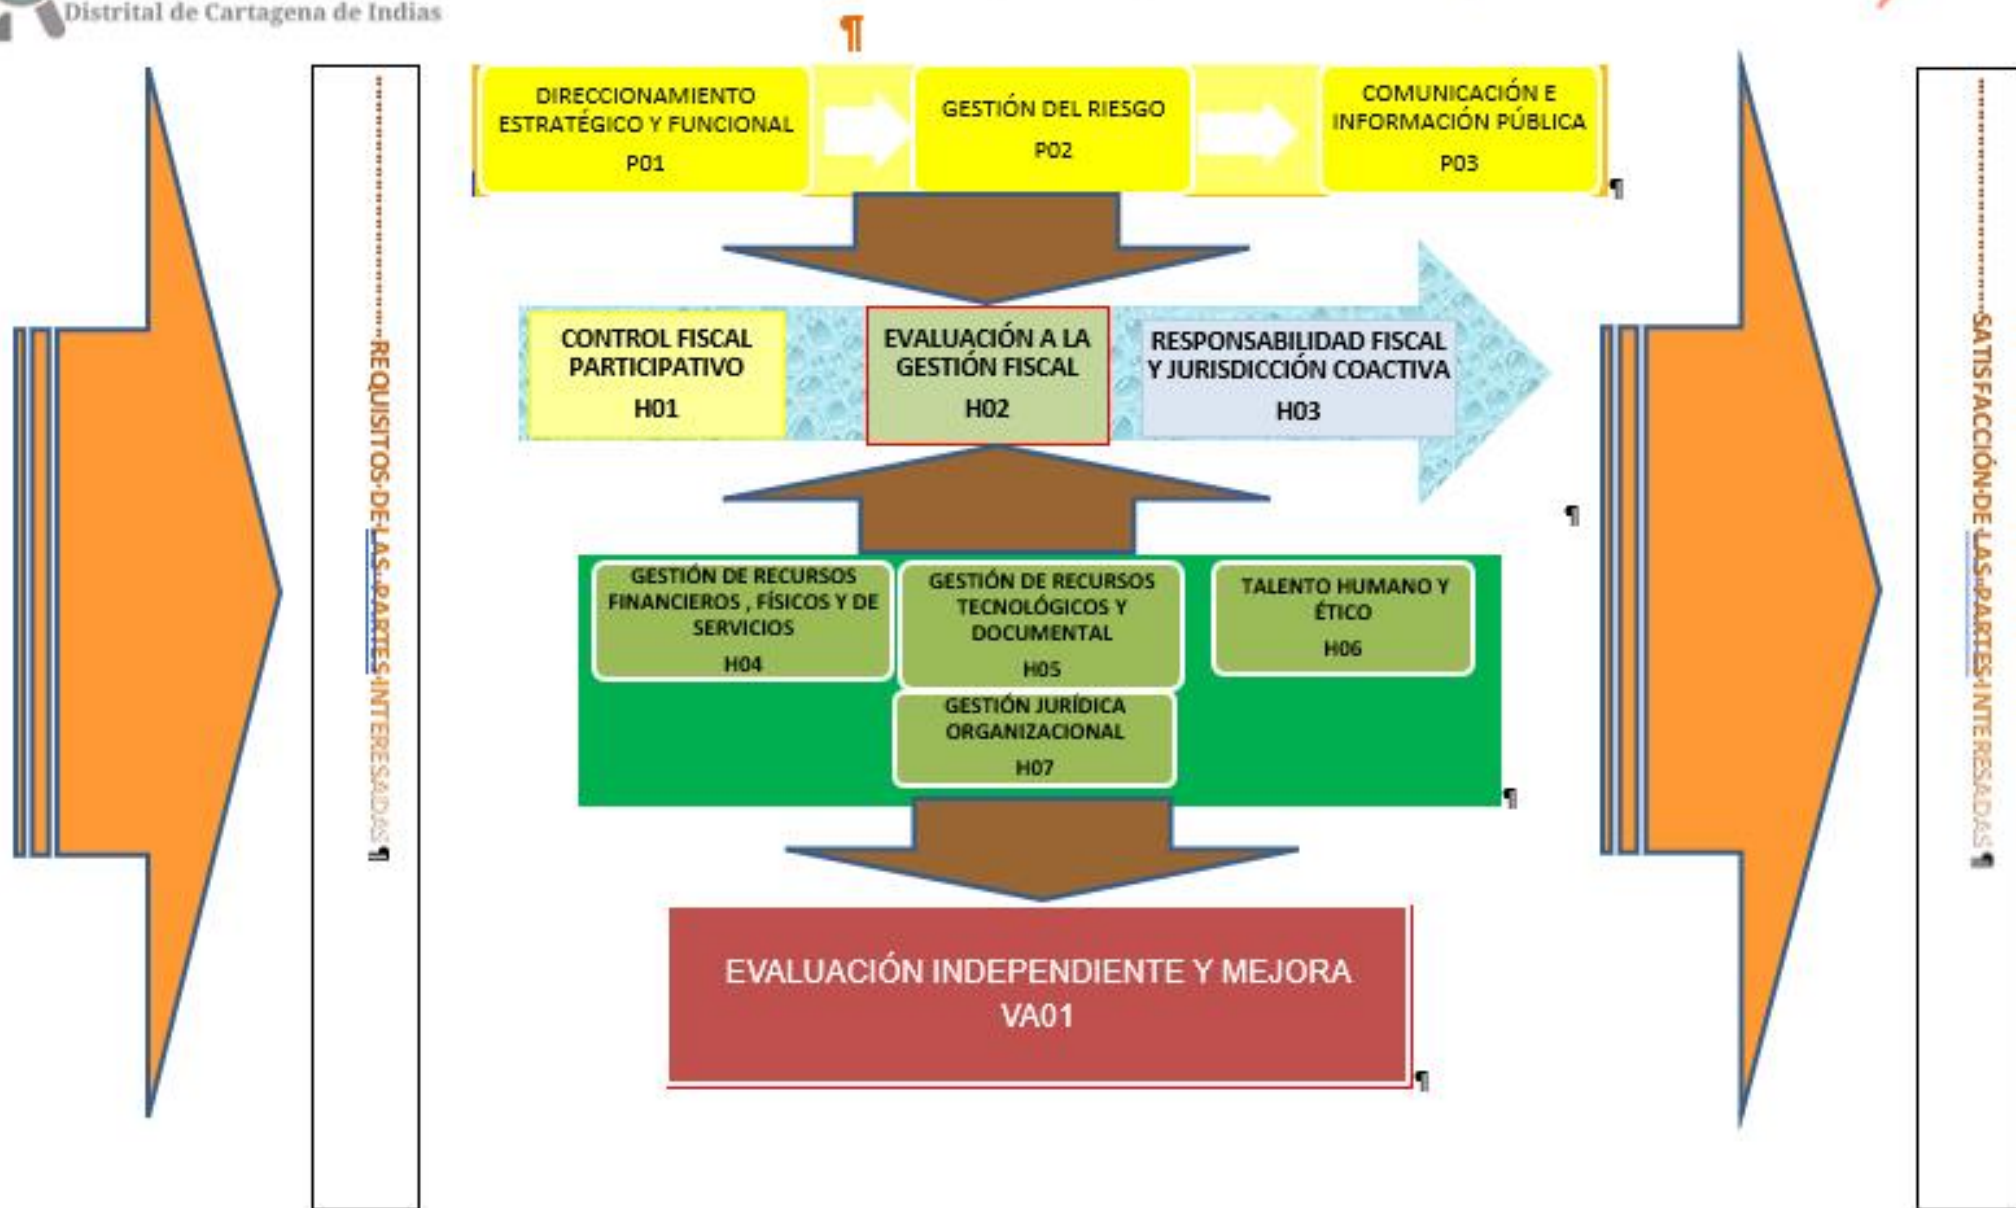 Distrital de Cartagena de Indias
¶
REQUISITOS·DE·LAS·PARTES·INTERESADAS¶
DIRECCIONAMIENTO
ESTRATÉGICO Y FUNCIONAL
P01
GESTIÓN DEL RIESGO
P02
COMUNICACIÓN E
INFORMACIÓN PÚBLICA
P03
¶
CONTROL FISCAL
PARTICIPATIVO
H01
EVALUACIÓN A LA
GESTIÓN FISCAL
H02
RESPONSABILIDAD FISCAL
Y JURISDICCIÓN COACTIVA
H03
¶
GESTIÓN DE RECURSOS
FINANCIEROS , FÍSICOS Y DE
SERVICIOS
H04
GESTIÓN DE RECURSOS
TECNOLÓGICOS Y
DOCUMENTAL
H05
TALENTO HUMANO Y
ÉTICO
H06
GESTIÓN JURÍDICA
ORGANIZACIONAL
H07
¶
EVALUACIÓN INDEPENDIENTE Y MEJORA
VA01
¶
SATISFACCIÓN·DE·LAS·PARTES·INTERESADAS¶